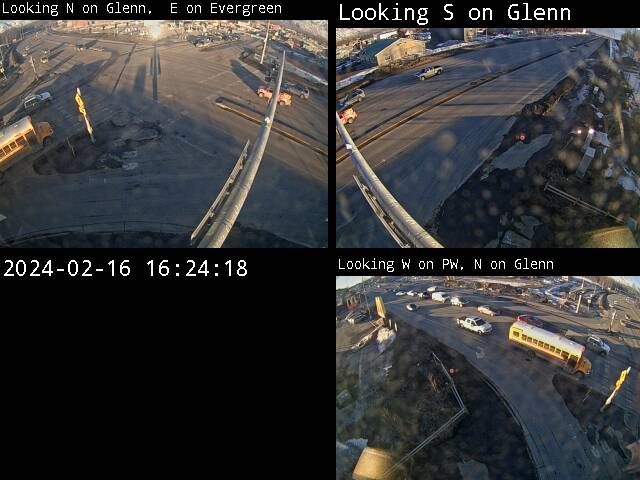 Looking N on Glenn,  E on Evergreen
Looking S on Glenn
2024-02-16 16:24:18
Looking W on PW, N on Glenn